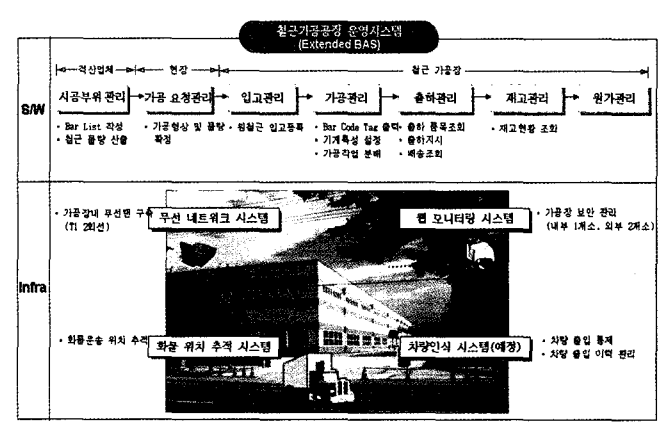 철근가공공장 운영시스템
(Extended BAS)
견산업체 현장 철근 가공장
S/W
시공부위 관리 가공 요청관리 입고관리 가공관리 출하관리 재고관리 원가관리
• Bar List 작성 • 가공형상 및 물량 • 원철근 입고등록 • Bar Code Tag 출력 • 출하 품목조회 • 재고현황 조회
• 철근 물량 산출 확정 • 기계특성 설정 • 출하지시
• 가공작업 분배 • 배송조회
Infra
• 가공장내 무선랜 구축 무선 네트워크 시스템 웹 모니터링 시스템 • 가공장 보안 관리
(T1 2회선) (내부 1개소, 외부 2개소)
• 화물운송 위치 추적 화물 위치 추적 시스템 차량인식 시스템(예정) • 차량 출입 통제
• 차량 출입 이력 관리